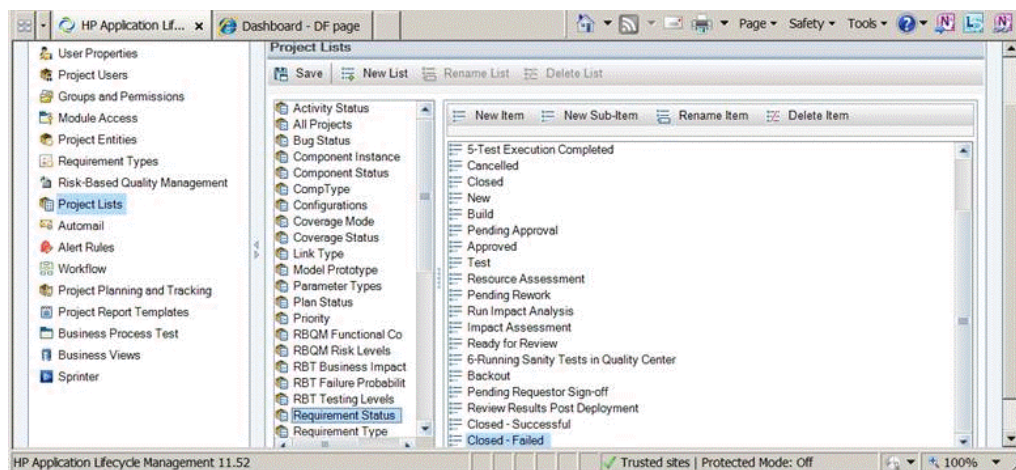 HP Application Lif... x
Dashboard - DF page
Page
Safety
Tools
Project Lists
User Properties
Project Users
Groups and Permissions
Module Access
Project Entities
Requirement Types
Risk-Based Quality Management
Project Lists
Automail
Alert Rules
Workflow
Project Planning and Tracking
Project Report Templates
Business Process Test
Business Views
Sprinter
Save
New List
Rename List
Delete List
Activity Status
All Projects
Bug Status
Component Instance
Component Status
CompType
Configurations
Coverage Mode
Coverage Status
Link Type
Model Prototype
Parameter Types
Plan Status
Priority
RBQM Functional Co
RBQM Risk Levels
RBT Business Impact
RBT Failure Probabilit
RBT Testing Levels
Requirement Status
Requirement Type
New Item
New Sub-Item
Rename Item
Delete Item
5-Test Execution Completed
Cancelled
Closed
New
Build
Pending Approval
Approved
Test
Resource Assessment
Pending Rework
Run Impact Analysis
Impact Assessment
Ready for Review
6-Running Sanity Tests in Quality Center
Backout
Pending Requestor Sign-off
Review Results Post Deployment
Closed - Successful
Closed - Failed
HP Application Lifecycle Management 11.52
Trusted sites | Protected Mode: Off
100%